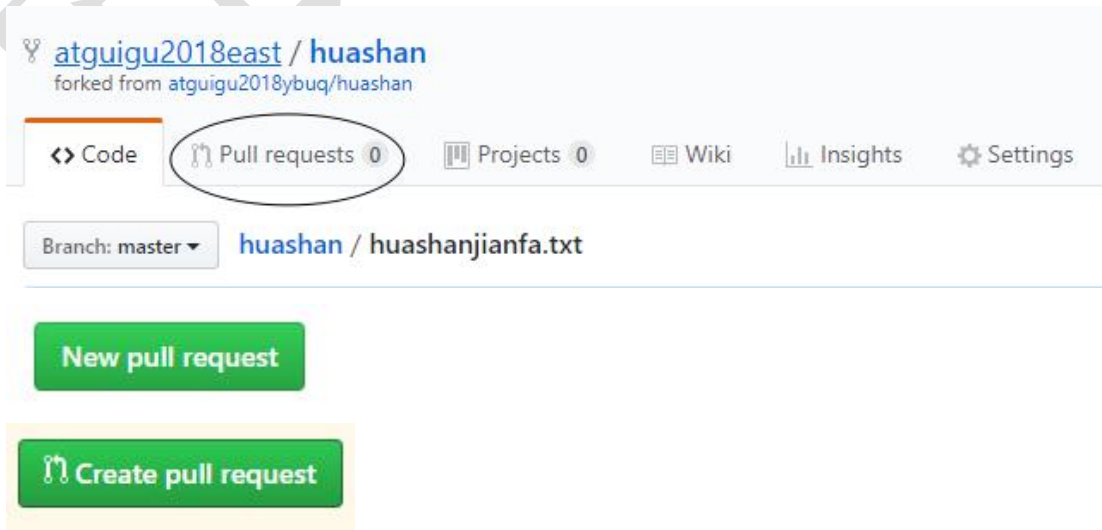 atguigu2018east / huashan
forked from atguigu2018ybuq/huashan
<> Code Pull requests 0 Projects 0 Wiki Insights Settings
Branch: master huashan / huashanjianfa.txt
New pull request
Create pull request